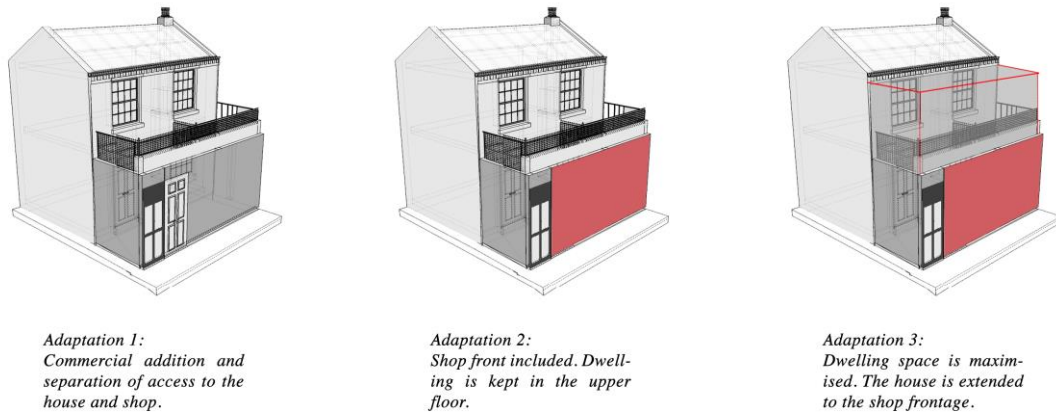 Adaptation 1:
Commercial addition and
separation of access to the
house and shop.
Adaptation 2:
Shop front included. Dwell-
ing is kept in the upper
floor.
Adaptation 3:
Dwelling space is maxim-
ised. The house is extended
to the shop frontage.